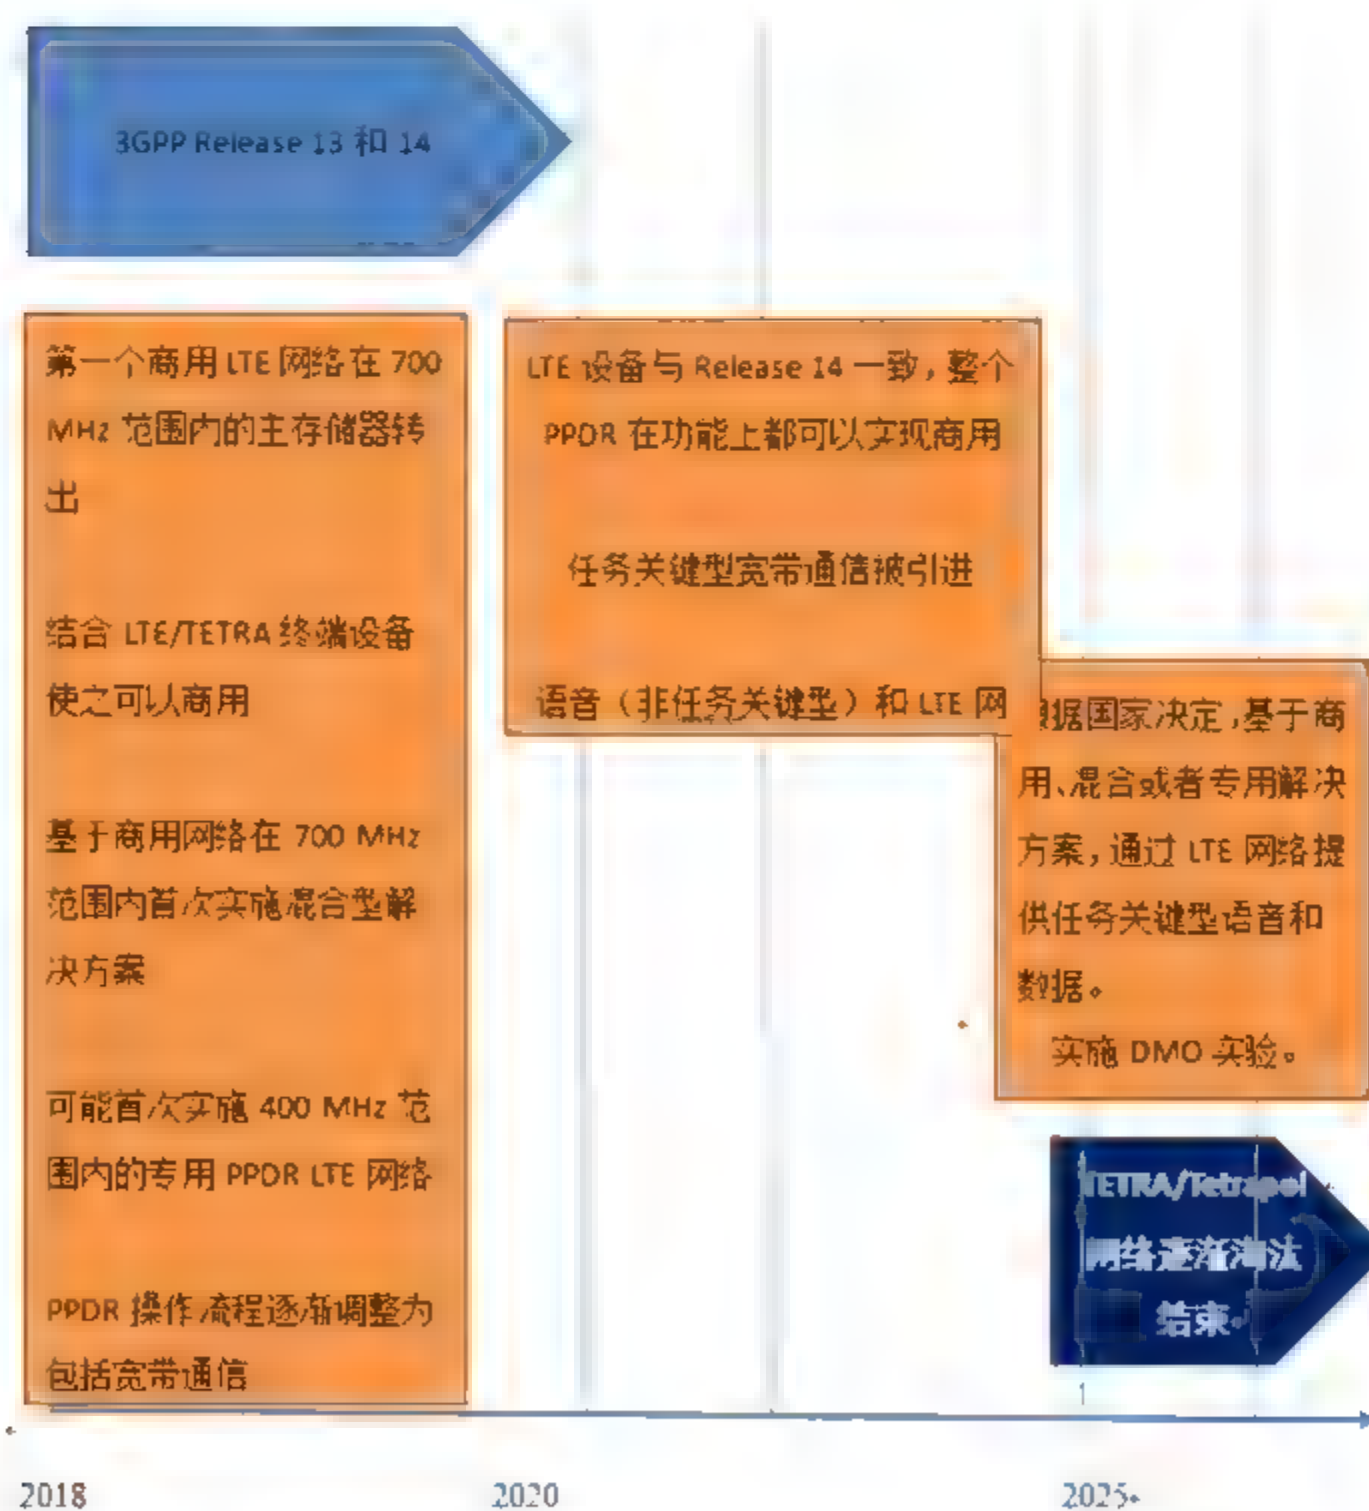 3GPP Release 13 和 14
第一个商用 LTE 网络在 700
MHz 范围内的主存储器转
出
结合 LTE/TETRA 终端设备
使之可以商用
基于商用网络在 700 MHz
范围内首次实施混合型解
决方案
可能首次实施 400 MHz 范
围内的专用 PPDR LTE 网络
PPDR 操作流程逐渐调整为
包括宽带通信
LTE 设备与 Release 14 一致，整个
PPDR 在功能上都可以实现商用
任务关键型宽带通信被引进
语音（非任务关键型）和 LTE 网
根据国家决定，基于商
用、混合或者专用解决
方案，通过 LTE 网络提
供任务关键型语音和
数据。
实施 DMO 实验。
TETRA/Tetrapol
网络逐渐淘汰
结束
2018
2020
2025